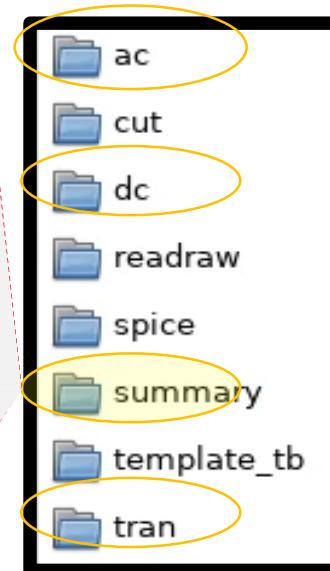 ac
cut
dc
readraw
spice
summary
template_tb
tran